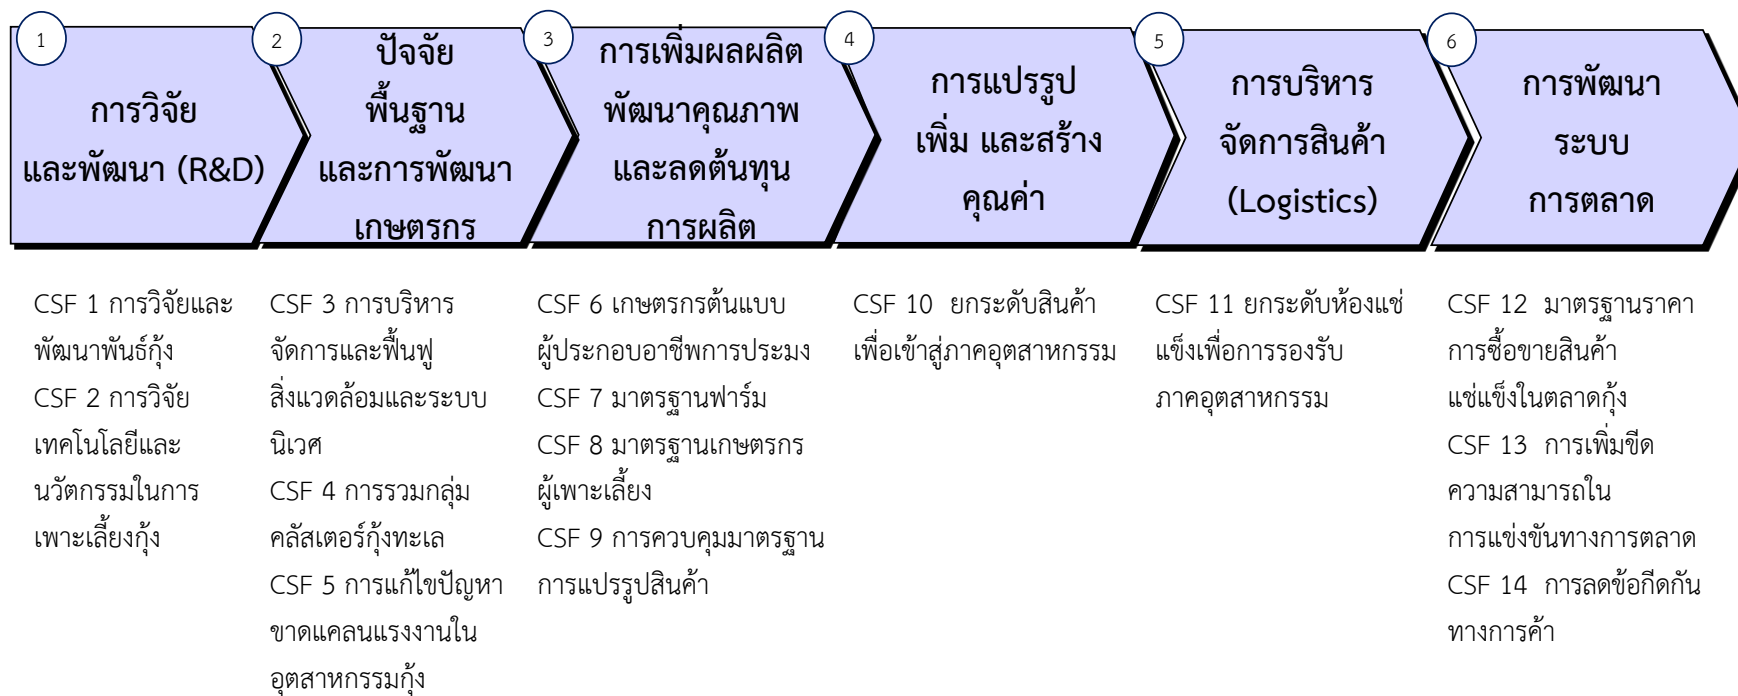 1
การวิจัย
และพัฒนา (R&D)
2
ปัจจัย
พื้นฐาน
และการพัฒนา
เกษตรกร
3
การเพิ่มผลผลิต
พัฒนาคุณภาพ
และลดต้นทุน
การผลิต
4
การแปรรูป
เพิ่ม และสร้าง
คุณค่า
5
การบริหาร
จัดการสินค้า
(Logistics)
6
การพัฒนา
ระบบ
การตลาด
CSF 1 การวิจัยและ
พัฒนาพันธ์กุ้ง
CSF 2 การวิจัย
เทคโนโลยีและ
นวัตกรรมในการ
เพาะเลี้ยงกุ้ง
CSF 3 การบริหาร
จัดการและฟื้นฟู
สิ่งแวดล้อมและระบบ
นิเวศ
CSF 4 การรวมกลุ่ม
คลัสเตอร์กุ้งทะเล
CSF 5 การแก้ไขปัญหา
ขาดแคลนแรงงานใน
อุตสาหกรรมกุ้ง
CSF 6 เกษตรกรต้นแบบ
ผู้ประกอบอาชีพการประมง
CSF 7 มาตรฐานฟาร์ม
CSF 8 มาตรฐานเกษตรกร
ผู้เพาะเลี้ยง
CSF 9 การควบคุมมาตรฐาน
การแปรรูปสินค้า
CSF 10 ยกระดับสินค้า
เพื่อเข้าสู่ภาคอุตสาหกรรม
CSF 11 ยกระดับห้องแช่
แข็งเพื่อการรองรับ
ภาคอุตสาหกรรม
CSF 12 มาตรฐานราคา
การซื้อขายสินค้า
แช่แข็งในตลาดกุ้ง
CSF 13 การเพิ่มขีด
ความสามารถใน
การแข่งขันทางการตลาด
CSF 14 การลดข้อกีดกัน
ทางการค้า